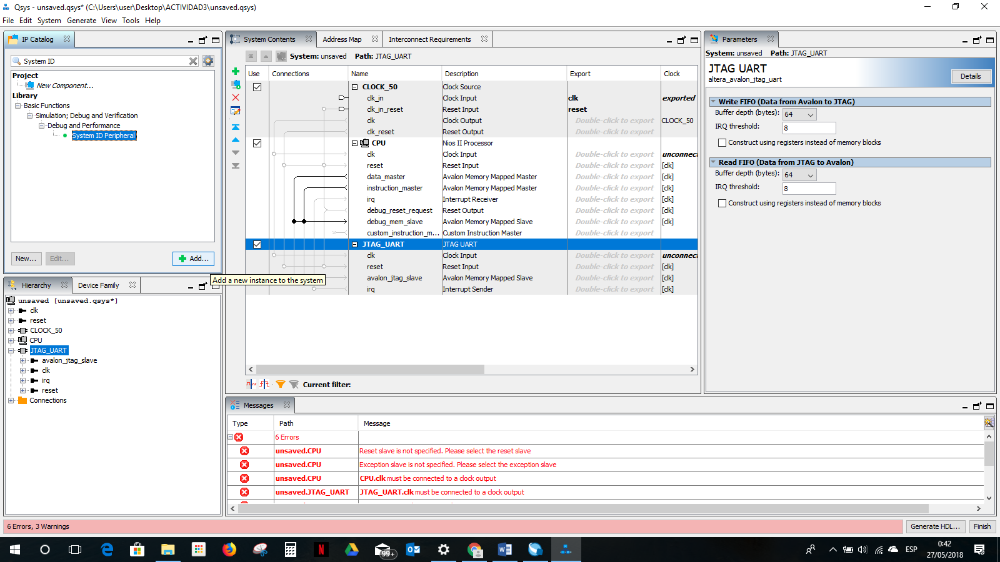 Qsys - unsaved.qsys* (C:\Users\user\Desktop\ACTIVIDAD3\unsaved.qsys)
File Edit System Generate View Tools Help
IP Catalog
System ID
Project
New Component...
Library
Basic Functions
Simulation; Debug and Verification
Debug and Performance
System ID Peripheral
New... Edit... Add...
Add a new instance to the system
Hierarchy Device Family
unsaved [unsaved.qsys*]
clk
reset
CLOCK_50
CPU
JTAG_UART
avalon_jtag_slave
clk
irq
reset
Connections
System Contents Address Map Interconnect Requirements
System: unsaved Path: JTAG_UART
Use Connections Name Description Export Clock
CLOCK_50 Clock Source
clk_in Clock Input clk exported
clk_in_reset Reset Input reset
clk Clock Output Double-click to export CLOCK_50
clk_reset Reset Output Double-click to export
CPU Nios II Processor
clk Clock Input Double-click to export unconnect
reset Reset Input Double-click to export [clk]
data_master Avalon Memory Mapped Master Double-click to export [clk]
instruction_master Avalon Memory Mapped Master Double-click to export [clk]
irq Interrupt Receiver Double-click to export [clk]
debug_reset_request Reset Output Double-click to export [clk]
debug_mem_slave Avalon Memory Mapped Slave Double-click to export [clk]
custom_instruction_m... Custom Instruction Master Double-click to export
JTAG_UART JTAG UART
clk Clock Input Double-click to export unconnect
reset Reset Input Double-click to export [clk]
avalon_jtag_slave Avalon Memory Mapped Slave Double-click to export [clk]
irq Interrupt Sender Double-click to export [clk]
Current filter:
Parameters
System: unsaved Path: JTAG_UART
JTAG UART
altera_avalon_jtag_uart
Details
Write FIFO (Data from Avalon to JTAG)
Buffer depth (bytes): 64
IRQ threshold: 8
Construct using registers instead of memory blocks
Read FIFO (Data from JTAG to Avalon)
Buffer depth (bytes): 64
IRQ threshold: 8
Construct using registers instead of memory blocks
Messages
Type Path Message
6 Errors
unsaved.CPU Reset slave is not specified. Please select the reset slave
unsaved.CPU Exception slave is not specified. Please select the exception slave
unsaved.CPU CPU.clk must be connected to a clock output
unsaved.JTAG_UART JTAG_UART.clk must be connected to a clock output
6 Errors, 3 Warnings
Generate HDL... Finish
99+
ESP
0:42
27/05/2018